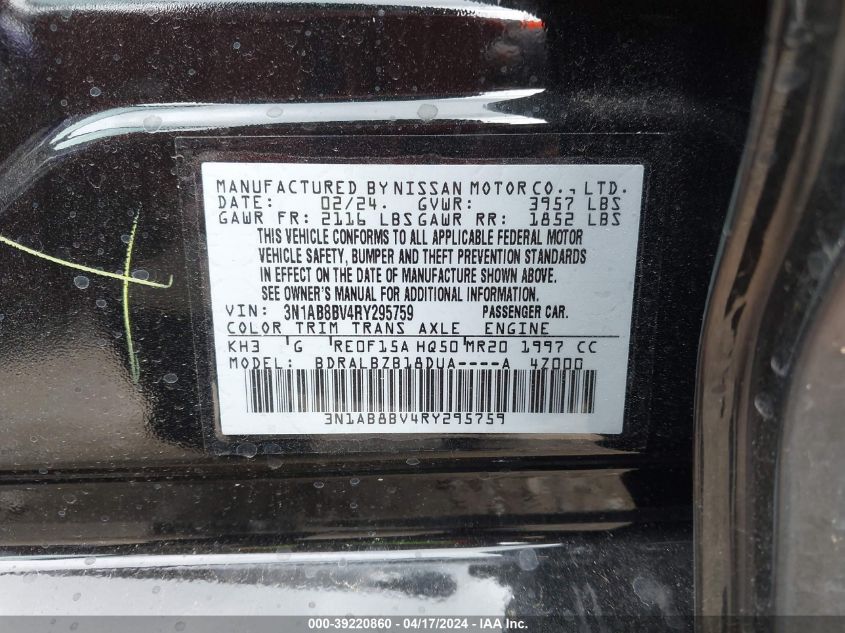 MANUFACTURED BY NISSAN MOTOR CO., LTD.
DATE: 02/24. GVWR: 3957 LBS
GAWR FR: 2116 LBS GAWR RR: 1852 LBS
THIS VEHICLE CONFORMS TO ALL APPLICABLE FEDERAL MOTOR
VEHICLE SAFETY, BUMPER AND THEFT PREVENTION STANDARDS
IN EFFECT ON THE DATE OF MANUFACTURE SHOWN ABOVE.
SEE OWNER'S MANUAL FOR ADDITIONAL INFORMATION.
VIN: 3N1AB8BV4RY295759 PASSENGER CAR.
COLOR TRIM TRANS AXLE ENGINE
KH3 'G 'RE0F15A HQ50'MR20 1997 CC
MODEL: BDRALBZB18DUA----A 4Z000
3N1AB8BV4RY295759
000-39220860 - 04/17/2024 - IAAI.com